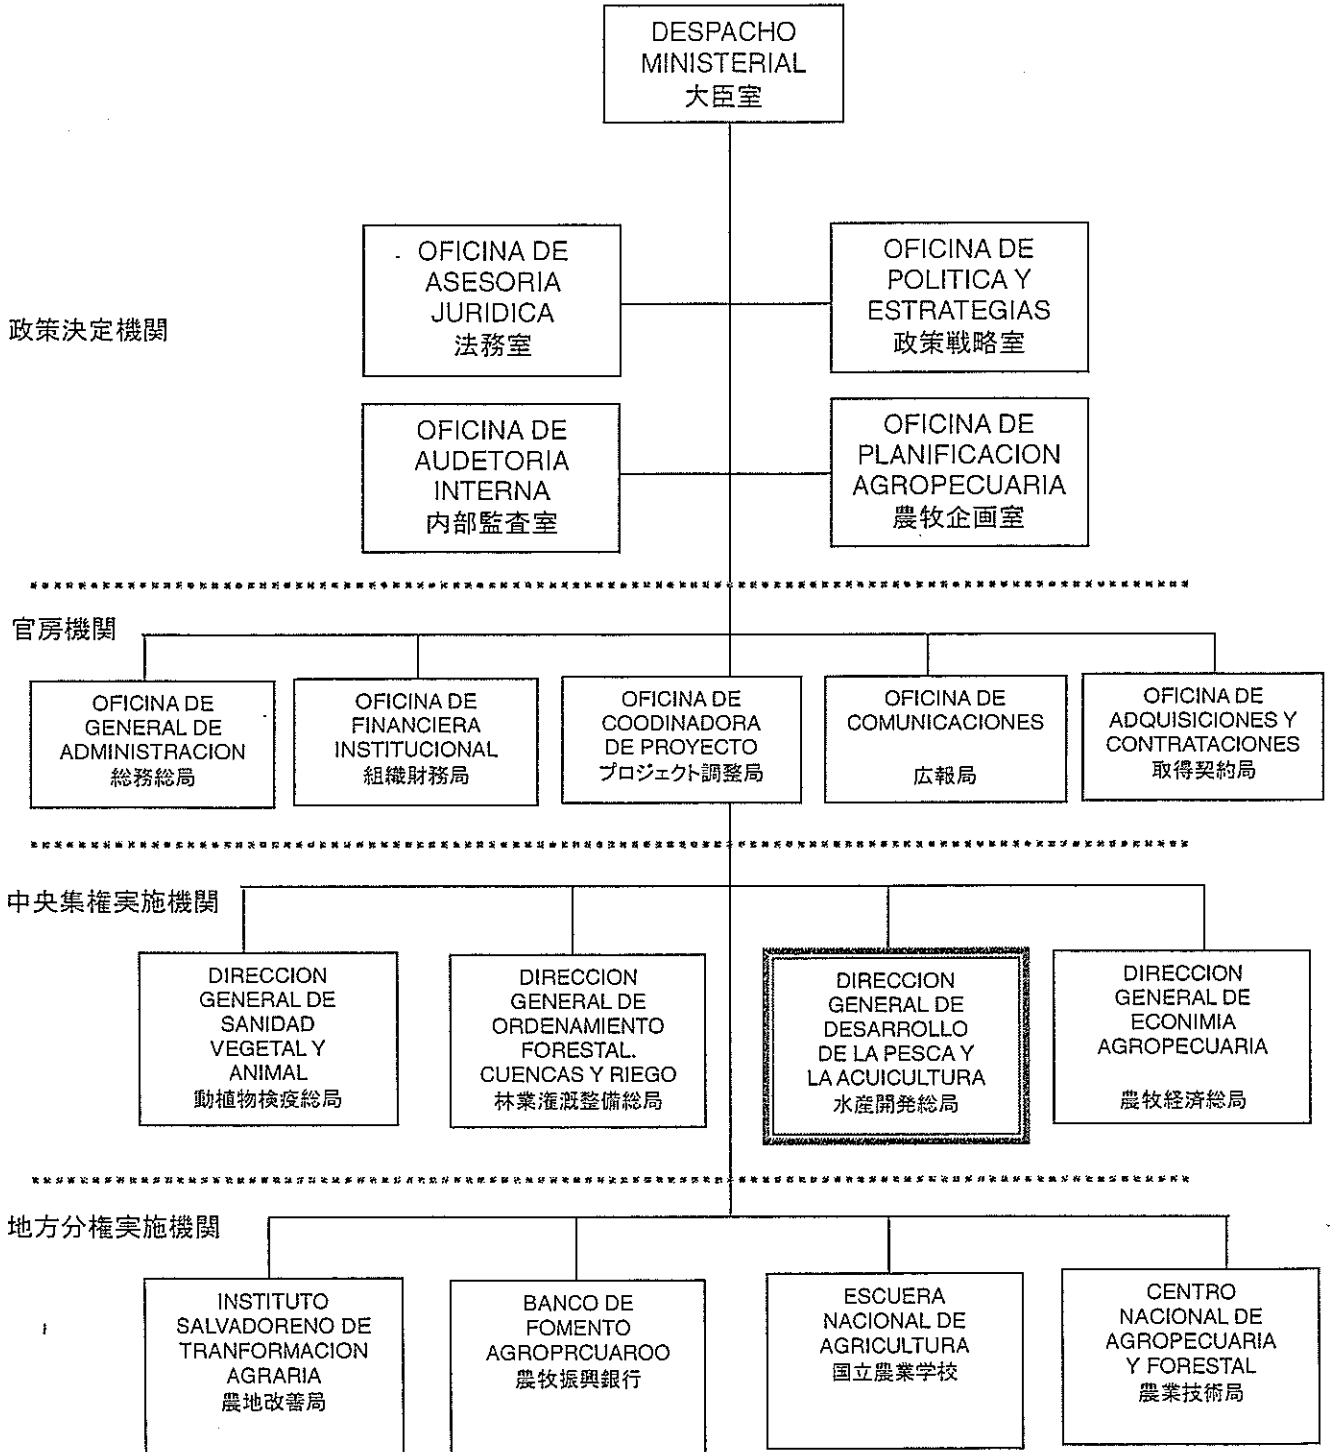 DESPACHO
MINISTERIAL
大臣室
政策決定機関
OFICINA DE
ASESORIA
JURIDICA
法務室
OFICINA DE
POLITICA Y
ESTRATEGIAS
政策戦略室
OFICINA DE
AUDETORIA
INTERNA
内部監査室
OFICINA DE
PLANIFICACION
AGROPECUARIA
農牧企画室
官房機関
OFICINA DE
GENERAL DE
ADMINISTRACION
総務総局
OFICINA DE
FINANCIERA
INSTITUCIONAL
組織財務局
OFICINA DE
COODINADORA
DE PROYECTO
プロジェクト調整局
OFICINA DE
COMUNICACIONES
広報局
OFICINA DE
ADQUISICIONES Y
CONTRATACIONES
取得契約局
中央集権実施機関
DIRECCION
GENERAL DE
SANIDAD
VEGETAL Y
ANIMAL
動植物検疫総局
DIRECCION
GENERAL DE
ORDENAMIENTO
FORESTAL.
CUENCAS Y RIEGO
林業潅漑整備総局
DIRECCION
GENERAL DE
DESARROLLO
DE LA PESCA Y
LA ACUICULTURA
水産開発総局
DIRECCION
GENERAL DE
ECONIMIA
AGROPECUARIA
農牧経済総局
地方分権実施機関
INSTITUTO
SALVADORENO DE
TRANFORMACION
AGRARIA
農地改善局
BANCO DE
FOMENTO
AGROPRCUAROO
農牧振興銀行
ESCUERA
NACIONAL DE
AGRICULTURA
国立農業学校
CENTRO
NACIONAL DE
AGROPECUARIA
Y FORESTAL
農業技術局